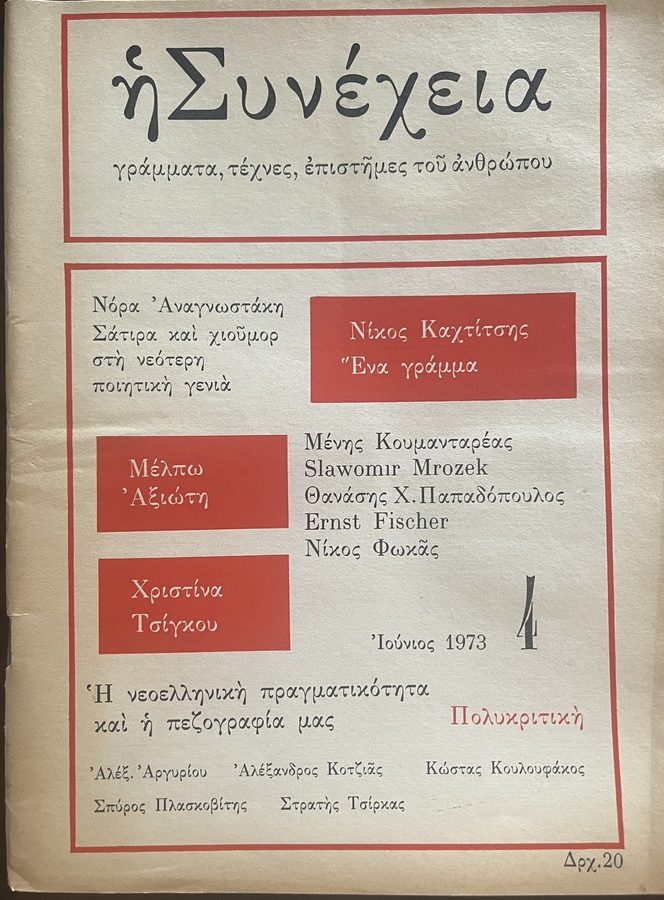 ἡ Συνέχεια
γράμματα, τέχνες, ἐπιστῆμες τοῦ ἀνθρώπου
Νόρα Ἀναγνωστάκη
Σάτιρα καὶ χιοῦμορ
στὴ νεότερη
ποιητικὴ γενιὰ
Νίκος Καχτίτσης
Ἕνα γράμμα
Μέλπω
Ἀξιώτη
Μένης Κουμανταρέας
Slawomır Mrozek
Θανάσης Χ. Παπαδόπουλος
Ernst Fischer
Νίκος Φωκᾶς
Χριστίνα
Τσίγκου
Ἰούνιος 1973 4
Ἡ νεοελληνικὴ πραγματικότητα
καὶ ἡ πεζογραφία μας
Πολυκριτικὴ
Ἀλέξ. Ἀργυρίου Ἀλέξανδρος Κοτζιᾶς Κώστας Κουλουφάκος
Σπύρος Πλασκοβίτης Στρατὴς Τσίρκας
Δρχ.20